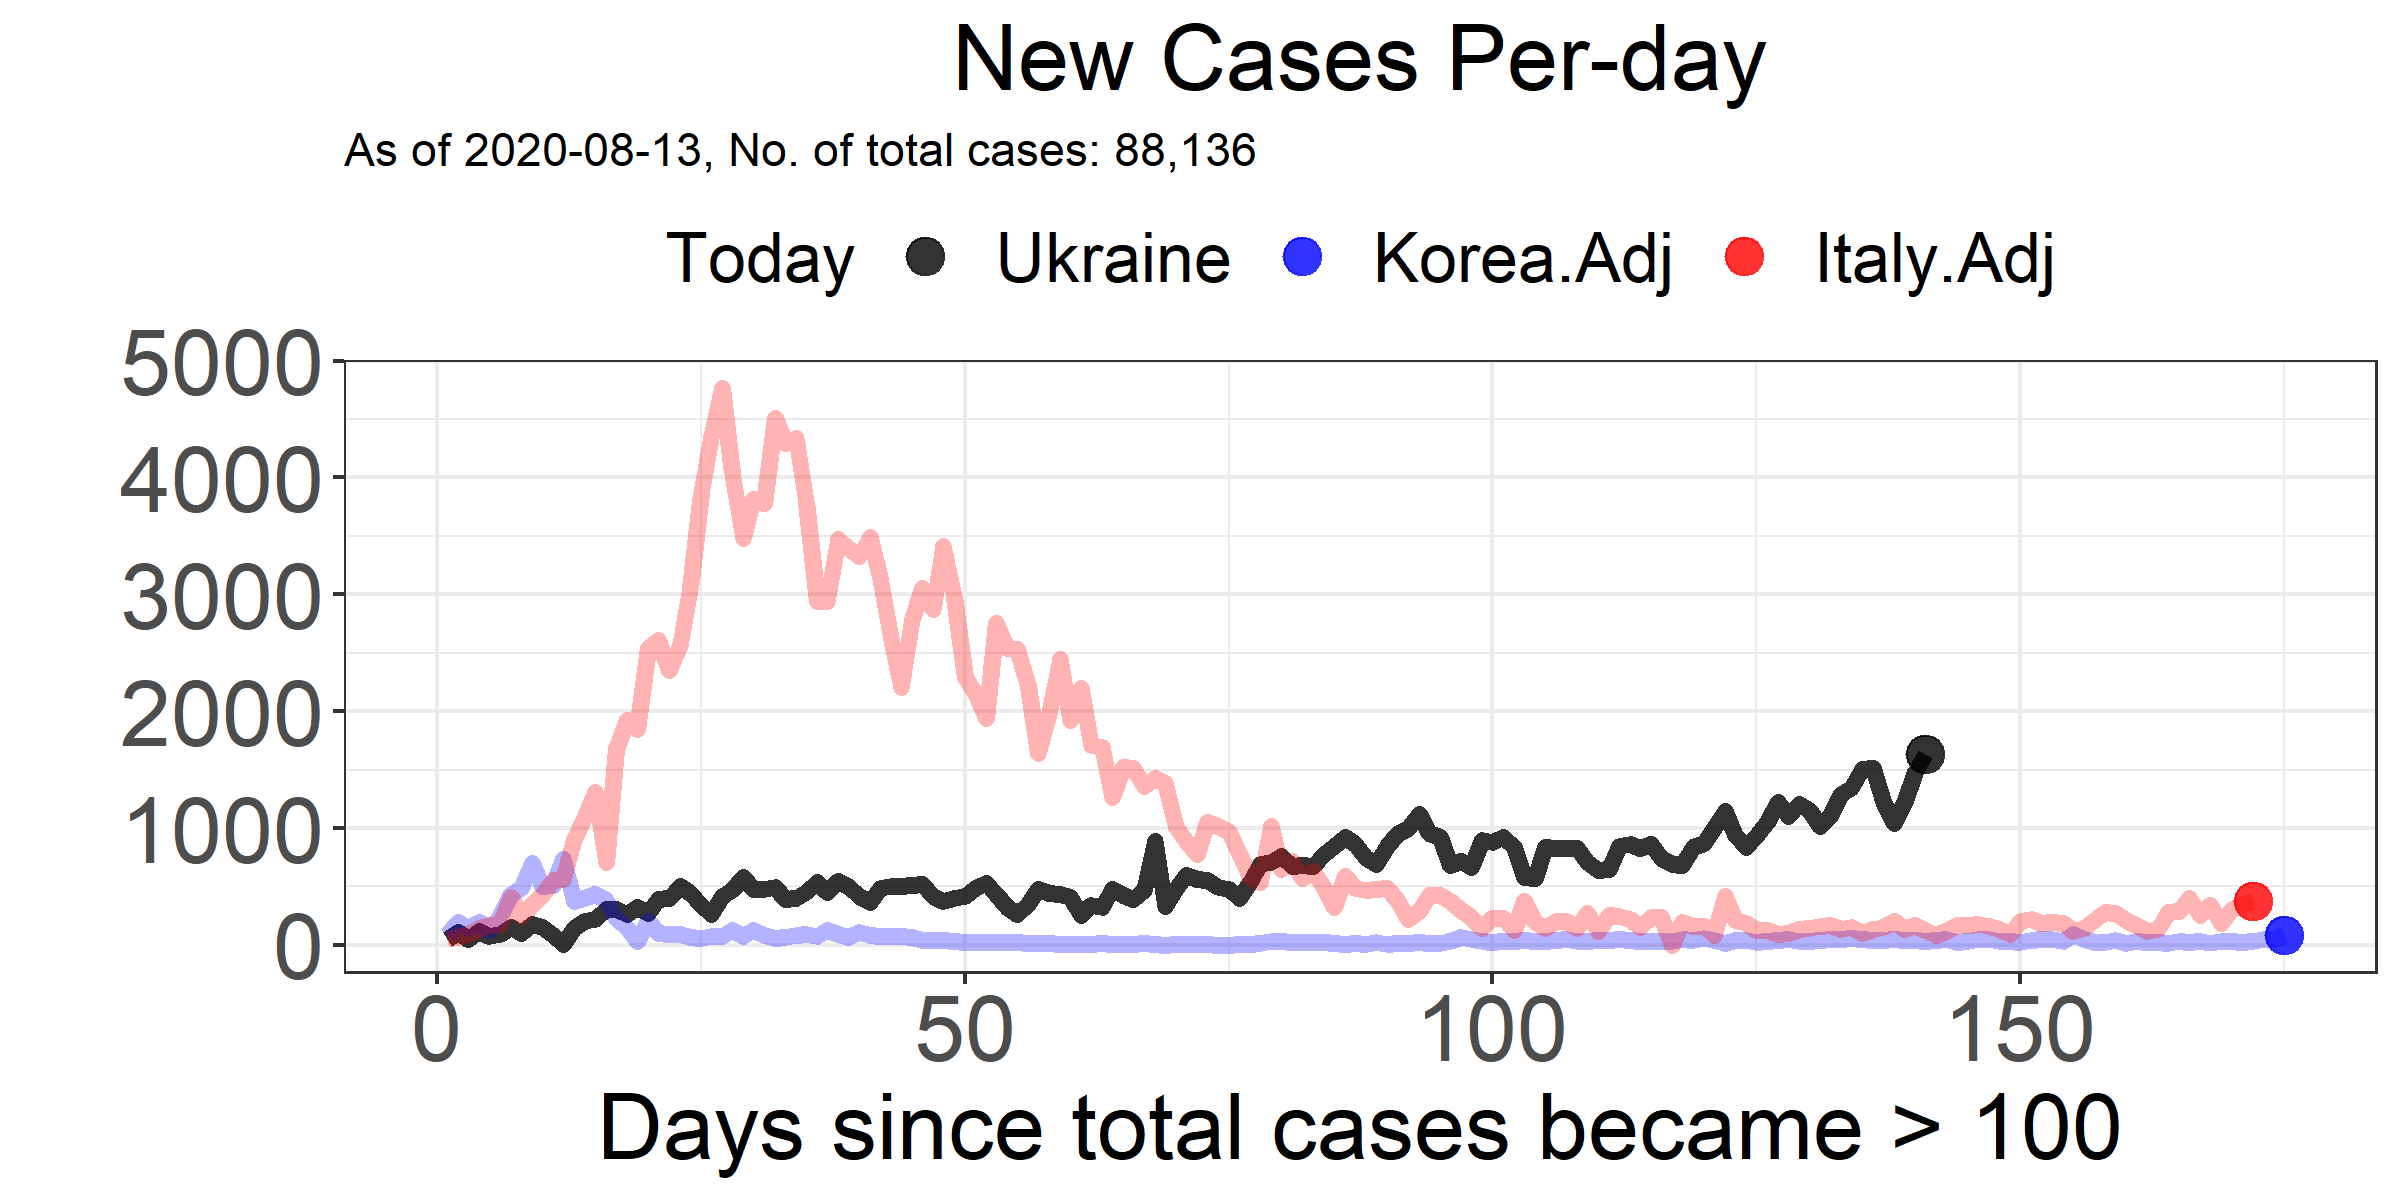 New Cases Per-day
As of 2020-08-13, No. of total cases: 88,136
Today Ukraine Korea.Adj Italy.Adj
5000
4000
3000
2000
1000
0
0 50 100 150
Days since total cases became > 100